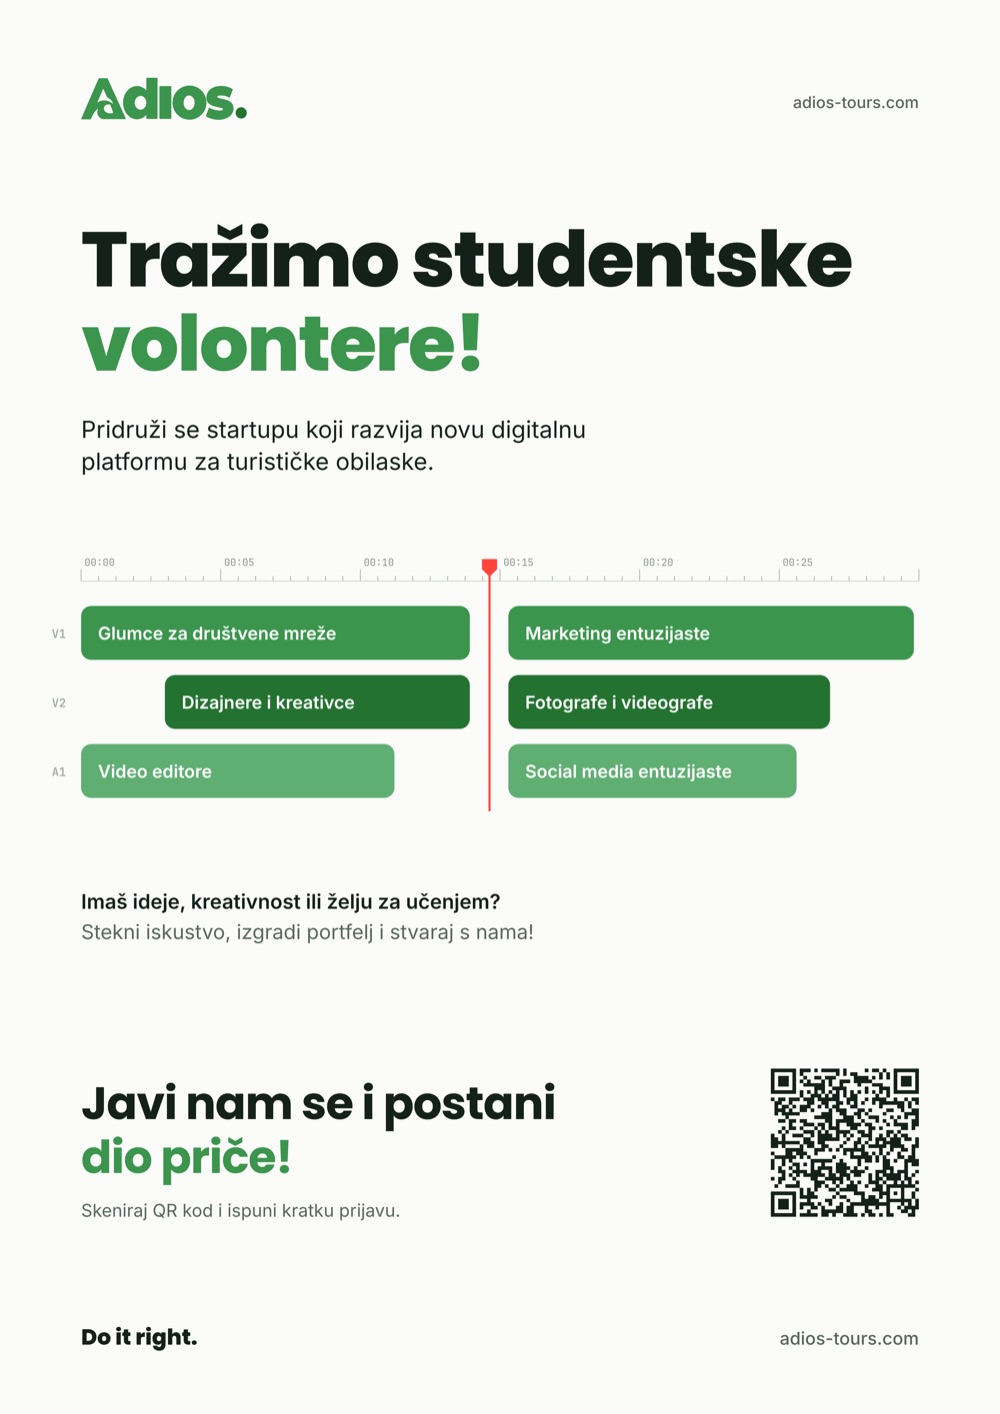 Adios.
adios-tours.com
Tražimo studentske
volontere!
Pridruži se startupu koji razvija novu digitalnu
platformu za turističke obilaske.
00:00 00:05 00:10 00:15 00:20 00:25
V1 Glumce za društvene mreže Marketing entuzijaste
V2 Dizajnere i kreativce Fotografe i videografe
A1 Video editore Social media entuzijaste
Imaš ideje, kreativnost ili želju za učenjem?
Stekni iskustvo, izgradi portfelj i stvaraj s nama!
Javi nam se i postani
dio priče!
Skeniraj QR kod i ispuni kratku prijavu.
Do it right.
adios-tours.com